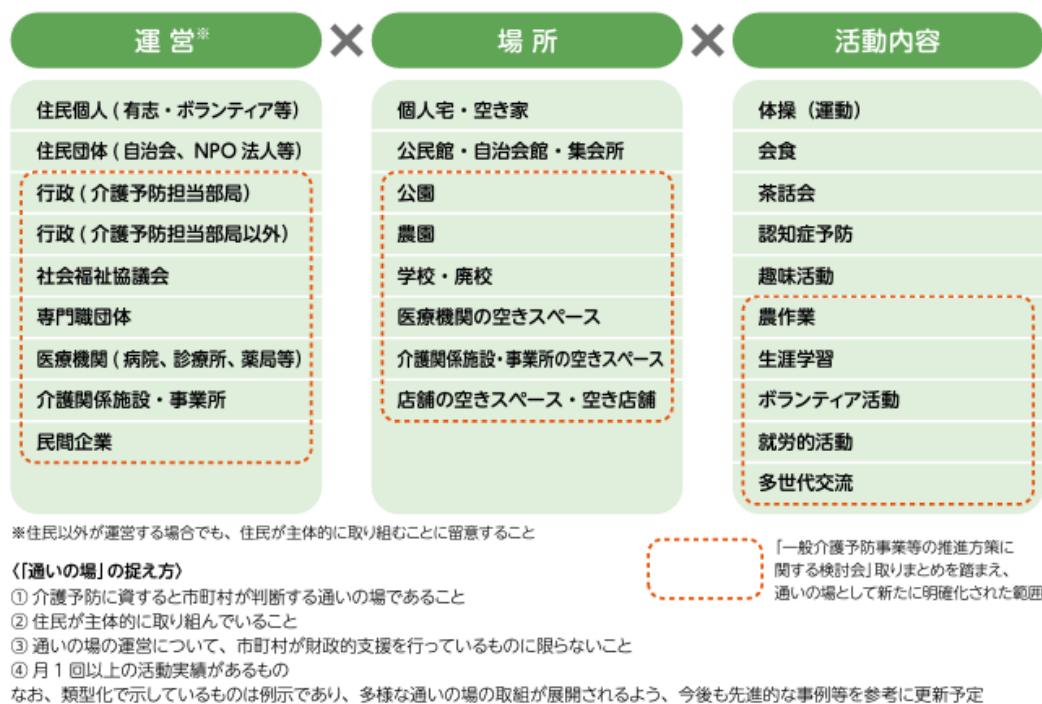 運営※
×
場所
×
活動内容
住民個人(有志・ボランティア等)
住民団体(自治会、NPO法人等)
行政(介護予防担当部局)
行政(介護予防担当部局以外)
社会福祉協議会
専門職団体
医療機関(病院、診療所、薬局等)
介護関係施設・事業所
民間企業
個人宅・空き家
公民館・自治会館・集会所
公園
農園
学校・廃校
医療機関の空きスペース
介護関係施設・事業所の空きスペース
店舗の空きスペース・空き店舗
体操（運動）
会食
茶話会
認知症予防
趣味活動
農作業
生涯学習
ボランティア活動
就労的活動
多世代交流
※住民以外が運営する場合でも、住民が主体的に取り組むことに留意すること
「一般介護予防事業等の推進方策に
関する検討会」取りまとめを踏まえ、
通いの場として新たに明確化された範囲
〈「通いの場」の捉え方〉
① 介護予防に資すると市町村が判断する通いの場であること
② 住民が主体的に取り組んでいること
③ 通いの場の運営について、市町村が財政的支援を行っているものに限らないこと
④ 月1回以上の活動実績があるもの
なお、類型化で示しているものは例示であり、多様な通いの場の取組が展開されるよう、今後も先進的な事例等を参考に更新予定